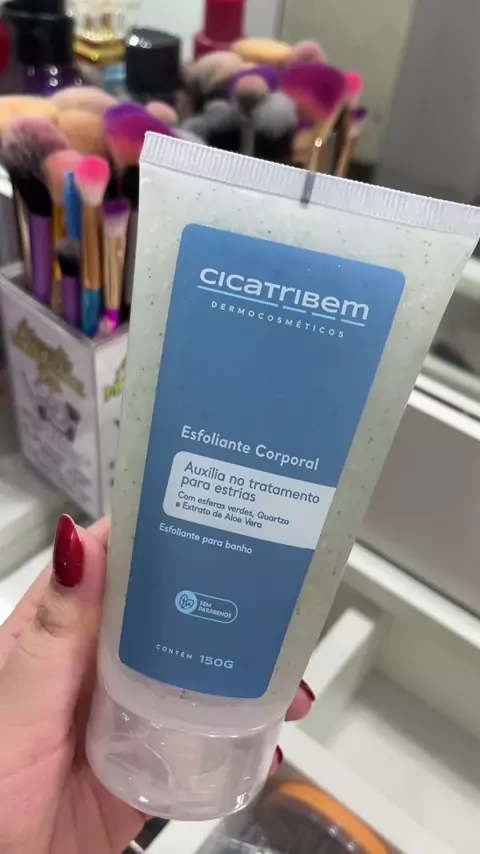 CICATRIBEM
DERMOCOSMÉTICOS
Esfoliante Corporal
Auxilia no tratamento
para estrias
Com esferas verdes, Quartzo
e Extrato de Aloe Vera
Esfoliante para banho
SEM
PARABENOS
CONTÉM 150G